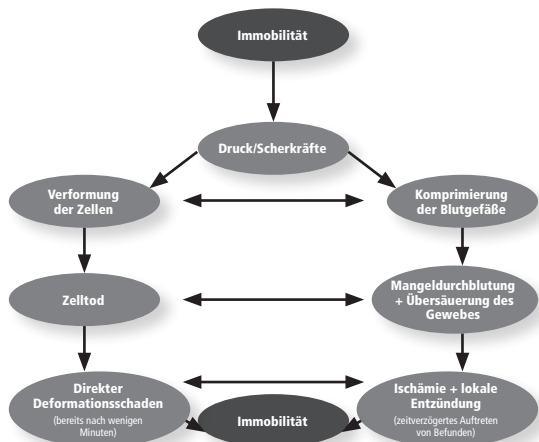 Immobilität
Druck/Scherkräfte
Verformung
der Zellen
Komprimierung
der Blutgefäße
Zelltod
Mangeldurchblutung
+ Übersäuerung des
Gewebes
Direkter
Deformationsschaden
(bereits nach wenigen
Minuten)
Immobilität
Ischämie + lokale
Entzündung
(zeitverzögertes Auftreten
von Befunden)